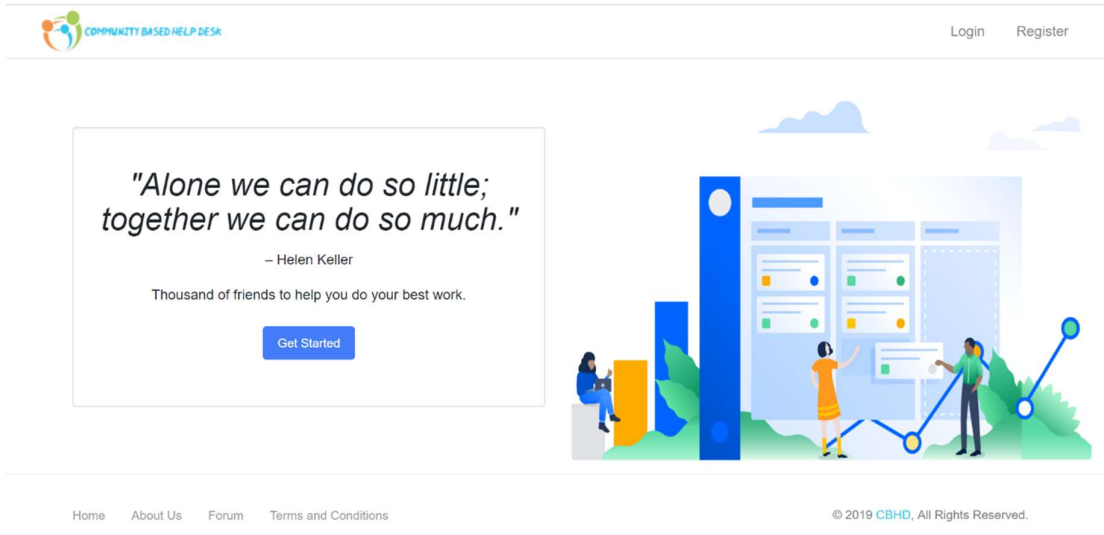 COMMUNITY BASED HELP DESK
Login
Register
"Alone we can do so little;
together we can do so much."
– Helen Keller
Thousand of friends to help you do your best work.
Get Started
Home
About Us
Forum
Terms and Conditions
© 2019 CBHD, All Rights Reserved.